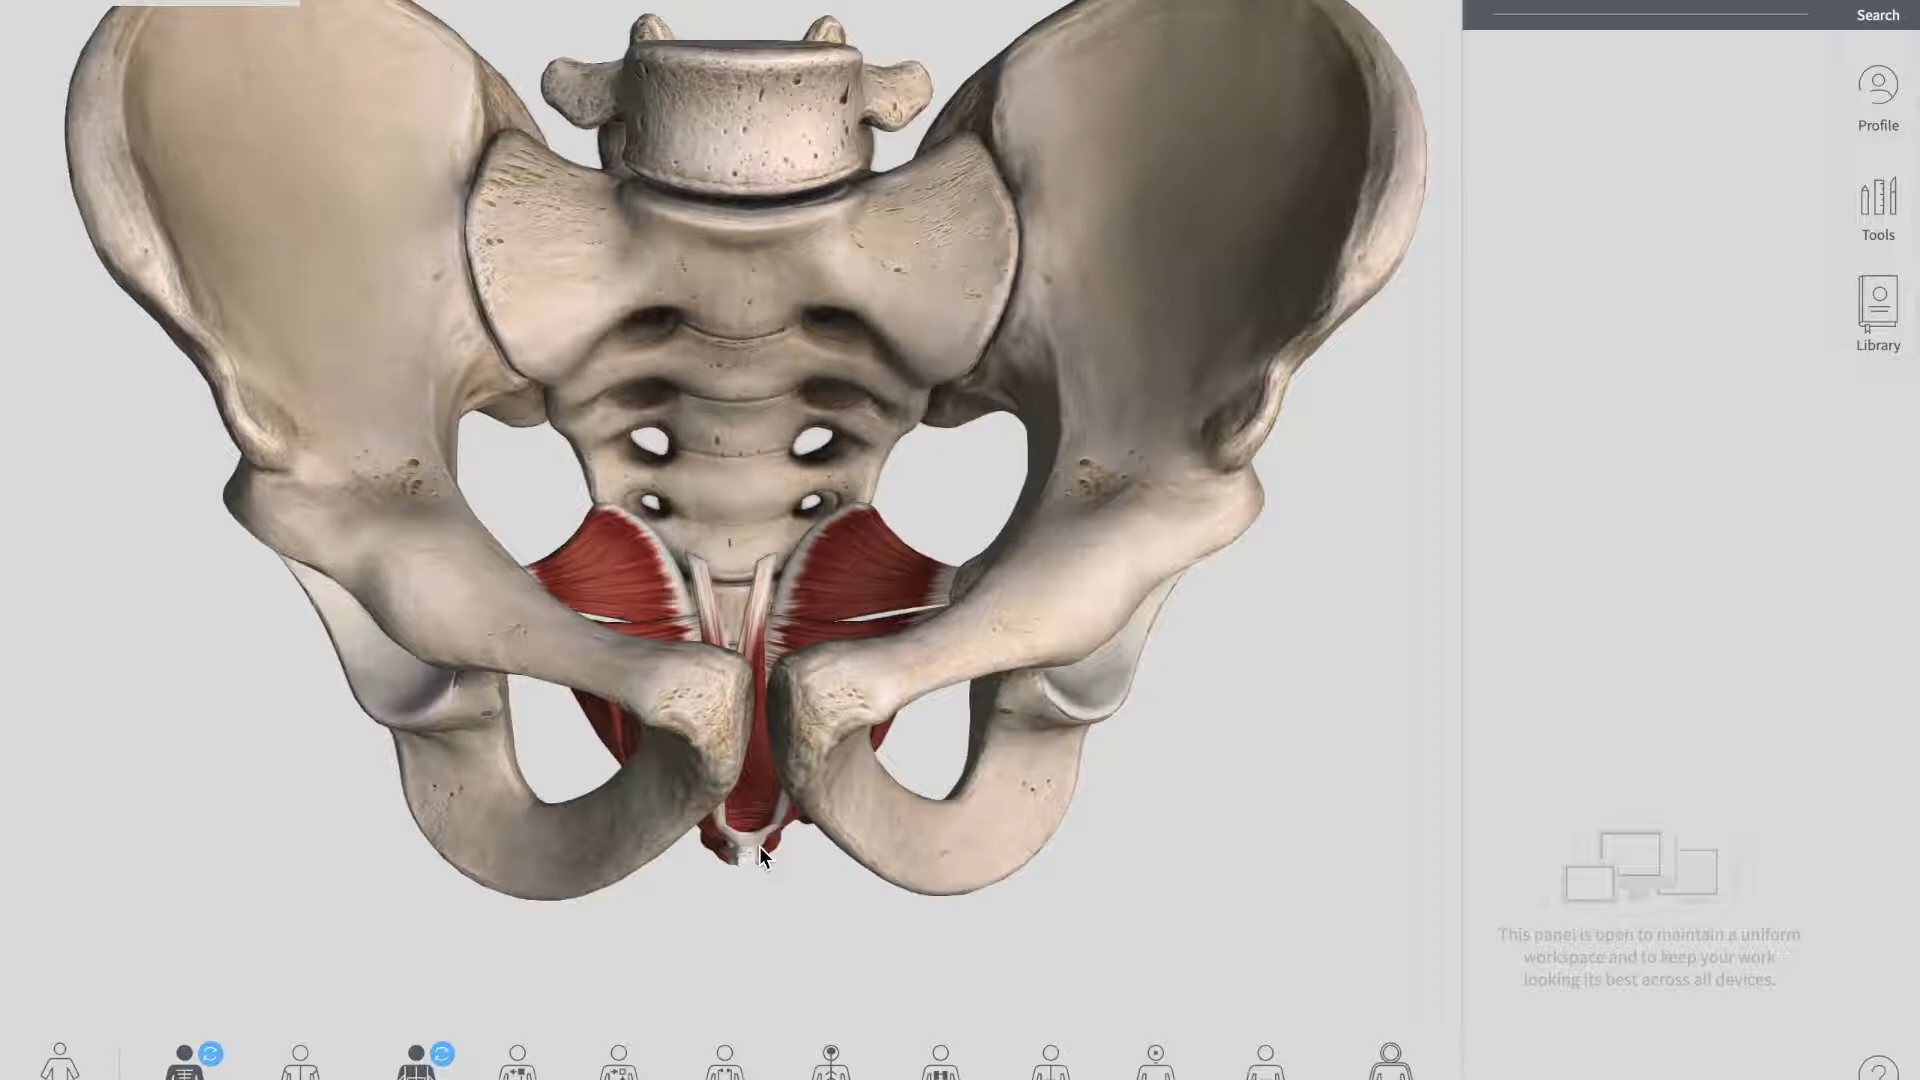 Search
Profile
Tools
Library
This panel is open to maintain a uniform
workspace and to keep your work
looking its best across all devices.
?